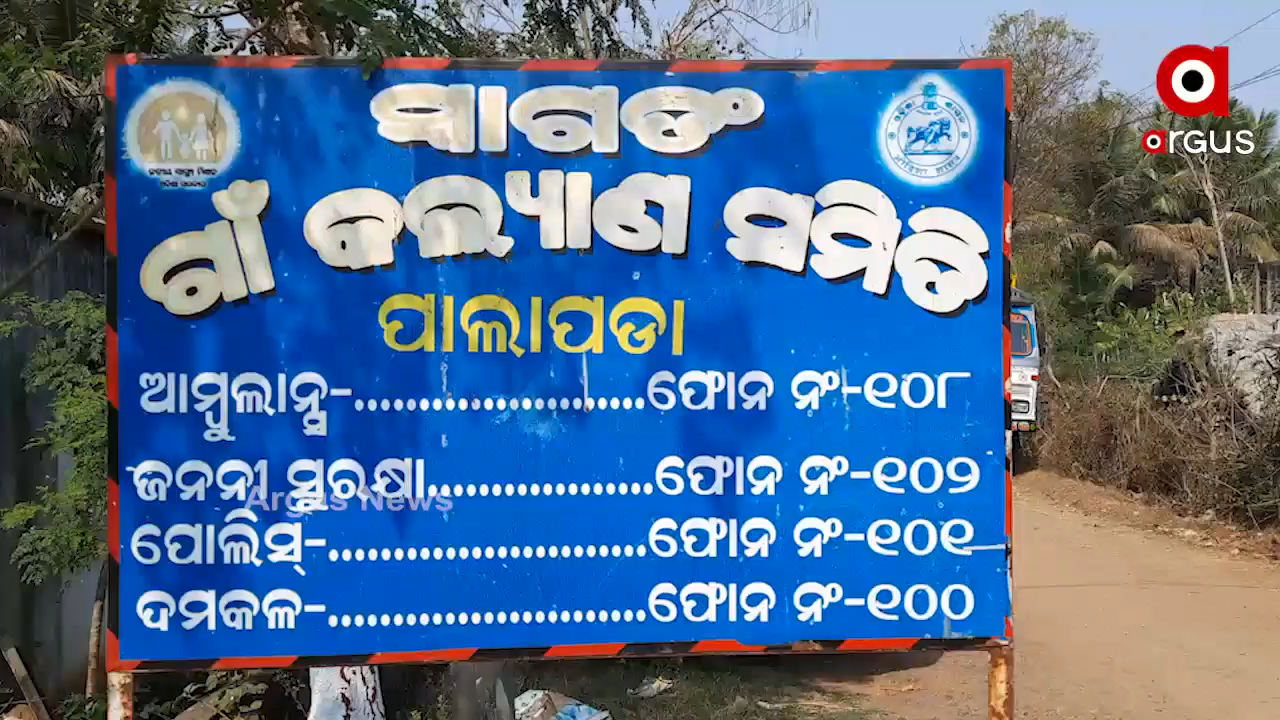 ସ୍ୱାଗତଂ
ଗାଁ କଲ୍ୟାଣ ସମିତି
ପାଲାପଡା
ଆମ୍ବୁଲାନ୍ସ-......................ଫୋନ ନଂ-୧୦୮
ଜନନୀ ସୁରକ୍ଷା.................ଫୋନ ନଂ-୧୦୨
ପୋଲିସ୍-........................ଫୋନ ନଂ-୧୦୧
ଦମକଳ-........................ଫୋନ ନଂ-୧୦୦
argus
Argus News